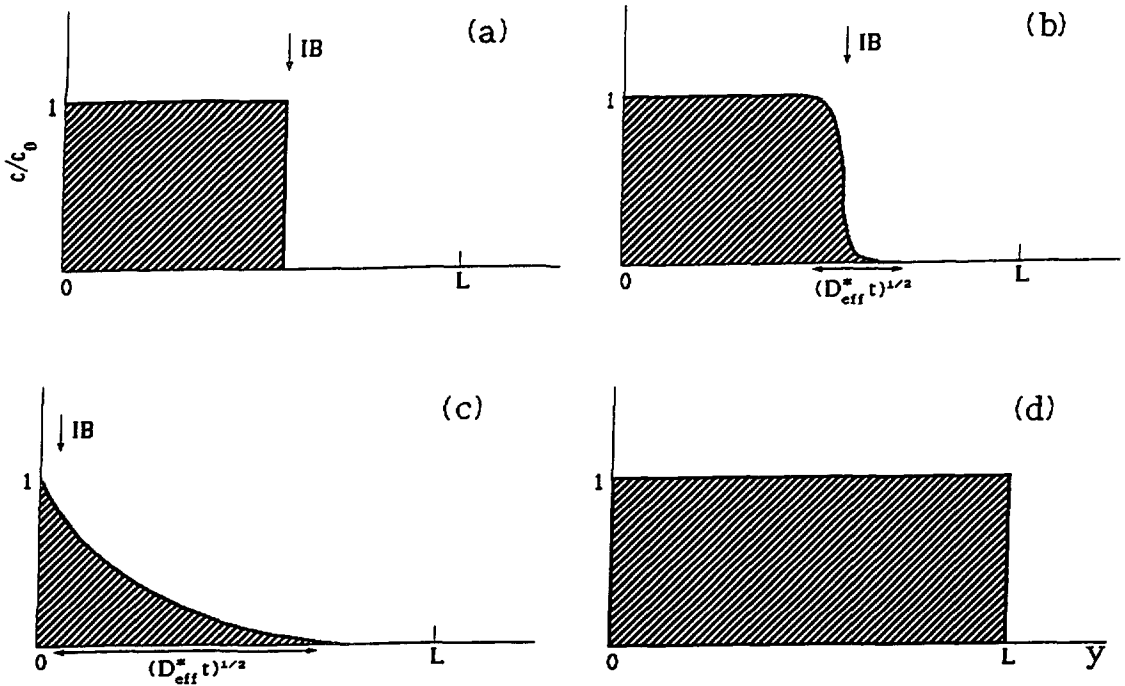 (a)
IB
1
c/c₀
0
L
(b)
IB
1
0
L
(D*eff t)^1/2
(c)
IB
1
0
L
(D*eff t)^1/2
(d)
1
0
L
y